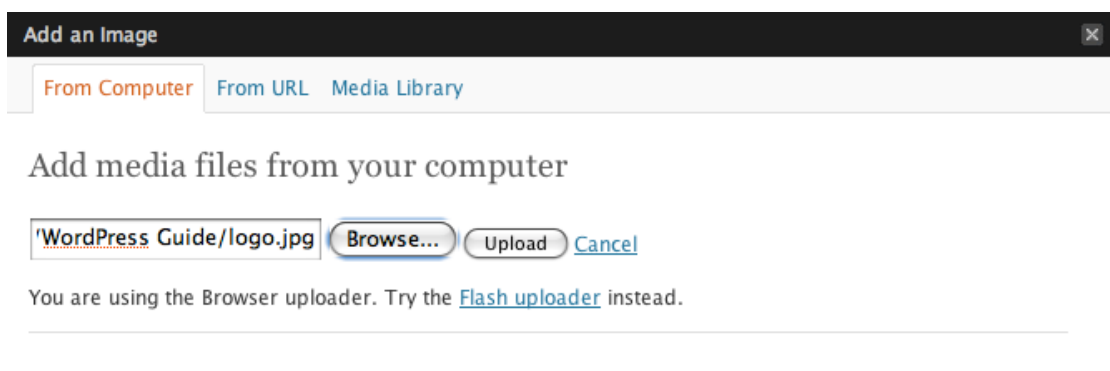 Add an Image
From Computer From URL Media Library
Add media files from your computer
/WordPress Guide/logo.jpg Browse... Upload Cancel
You are using the Browser uploader. Try the Flash uploader instead.